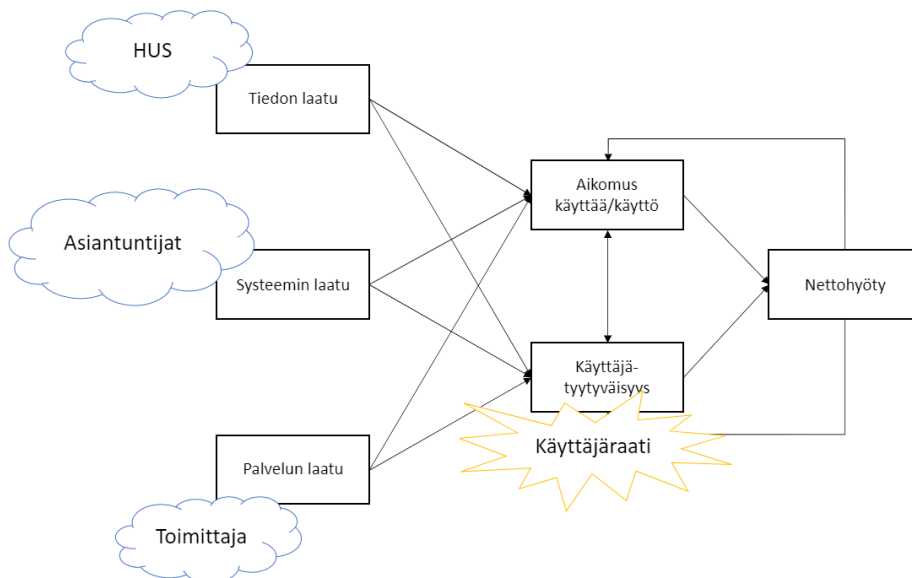 HUS
Tiedon laatu
Aikomus
käyttää/käyttö
Asiantuntijat
Systeemin laatu
Nettohyöty
Käyttäjä-
tyytyväisyys
Käyttäjäraati
Palvelun laatu
Toimittaja